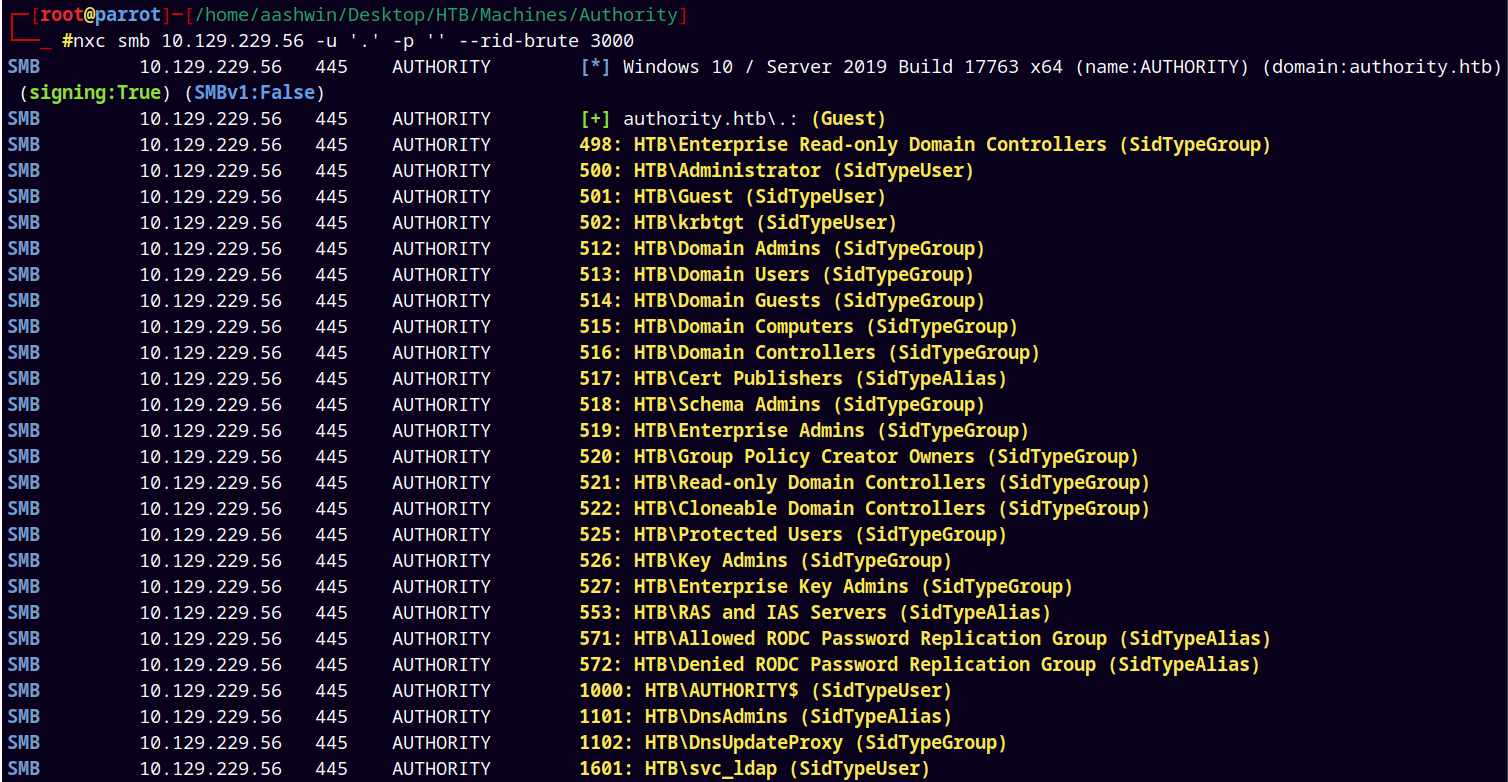 ┌─[root@parrot]─[/home/aashwin/Desktop/HTB/Machines/Authority]
└──_ #nxc smb 10.129.229.56 -u '.' -p '' --rid-brute 3000
SMB 10.129.229.56 445 AUTHORITY [*] Windows 10 / Server 2019 Build 17763 x64 (name:AUTHORITY) (domain:authority.htb)
(signing:True) (SMBv1:False)
SMB 10.129.229.56 445 AUTHORITY [+] authority.htb\.: (Guest)
SMB 10.129.229.56 445 AUTHORITY 498: HTB\Enterprise Read-only Domain Controllers (SidTypeGroup)
SMB 10.129.229.56 445 AUTHORITY 500: HTB\Administrator (SidTypeUser)
SMB 10.129.229.56 445 AUTHORITY 501: HTB\Guest (SidTypeUser)
SMB 10.129.229.56 445 AUTHORITY 502: HTB\krbtgt (SidTypeUser)
SMB 10.129.229.56 445 AUTHORITY 512: HTB\Domain Admins (SidTypeGroup)
SMB 10.129.229.56 445 AUTHORITY 513: HTB\Domain Users (SidTypeGroup)
SMB 10.129.229.56 445 AUTHORITY 514: HTB\Domain Guests (SidTypeGroup)
SMB 10.129.229.56 445 AUTHORITY 515: HTB\Domain Computers (SidTypeGroup)
SMB 10.129.229.56 445 AUTHORITY 516: HTB\Domain Controllers (SidTypeGroup)
SMB 10.129.229.56 445 AUTHORITY 517: HTB\Cert Publishers (SidTypeAlias)
SMB 10.129.229.56 445 AUTHORITY 518: HTB\Schema Admins (SidTypeGroup)
SMB 10.129.229.56 445 AUTHORITY 519: HTB\Enterprise Admins (SidTypeGroup)
SMB 10.129.229.56 445 AUTHORITY 520: HTB\Group Policy Creator Owners (SidTypeGroup)
SMB 10.129.229.56 445 AUTHORITY 521: HTB\Read-only Domain Controllers (SidTypeGroup)
SMB 10.129.229.56 445 AUTHORITY 522: HTB\Cloneable Domain Controllers (SidTypeGroup)
SMB 10.129.229.56 445 AUTHORITY 525: HTB\Protected Users (SidTypeGroup)
SMB 10.129.229.56 445 AUTHORITY 526: HTB\Key Admins (SidTypeGroup)
SMB 10.129.229.56 445 AUTHORITY 527: HTB\Enterprise Key Admins (SidTypeGroup)
SMB 10.129.229.56 445 AUTHORITY 553: HTB\RAS and IAS Servers (SidTypeAlias)
SMB 10.129.229.56 445 AUTHORITY 571: HTB\Allowed RODC Password Replication Group (SidTypeAlias)
SMB 10.129.229.56 445 AUTHORITY 572: HTB\Denied RODC Password Replication Group (SidTypeAlias)
SMB 10.129.229.56 445 AUTHORITY 1000: HTB\AUTHORITY$ (SidTypeUser)
SMB 10.129.229.56 445 AUTHORITY 1101: HTB\DnsAdmins (SidTypeAlias)
SMB 10.129.229.56 445 AUTHORITY 1102: HTB\DnsUpdateProxy (SidTypeGroup)
SMB 10.129.229.56 445 AUTHORITY 1601: HTB\svc_ldap (SidTypeUser)